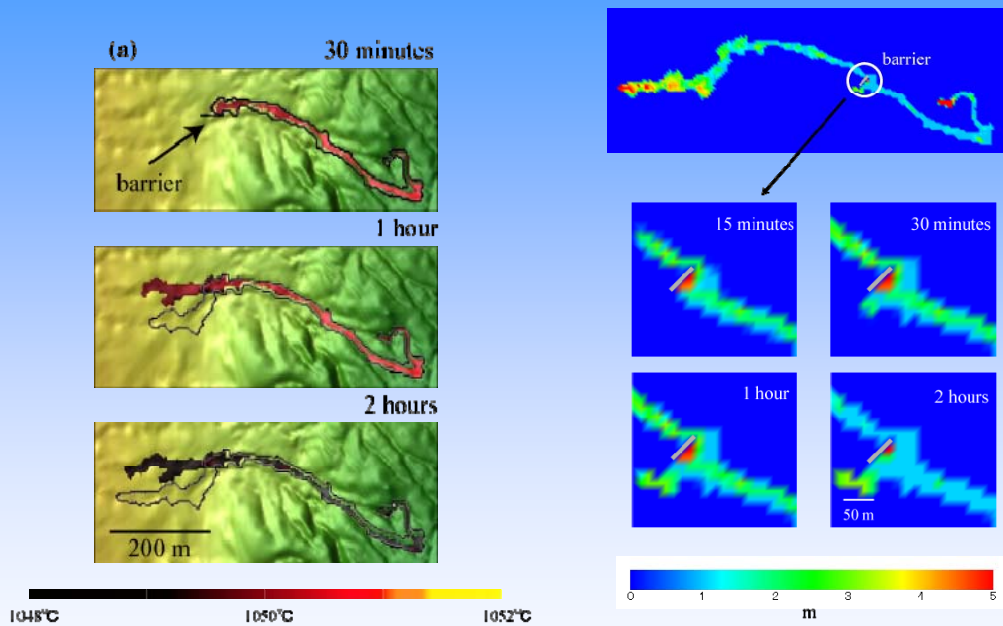 (a)
30 minutes
barrier
1 hour
2 hours
200 m
1048°C 1050°C 1052°C
barrier
15 minutes
30 minutes
1 hour
2 hours
50 m
0 1 2 3 4 5
m